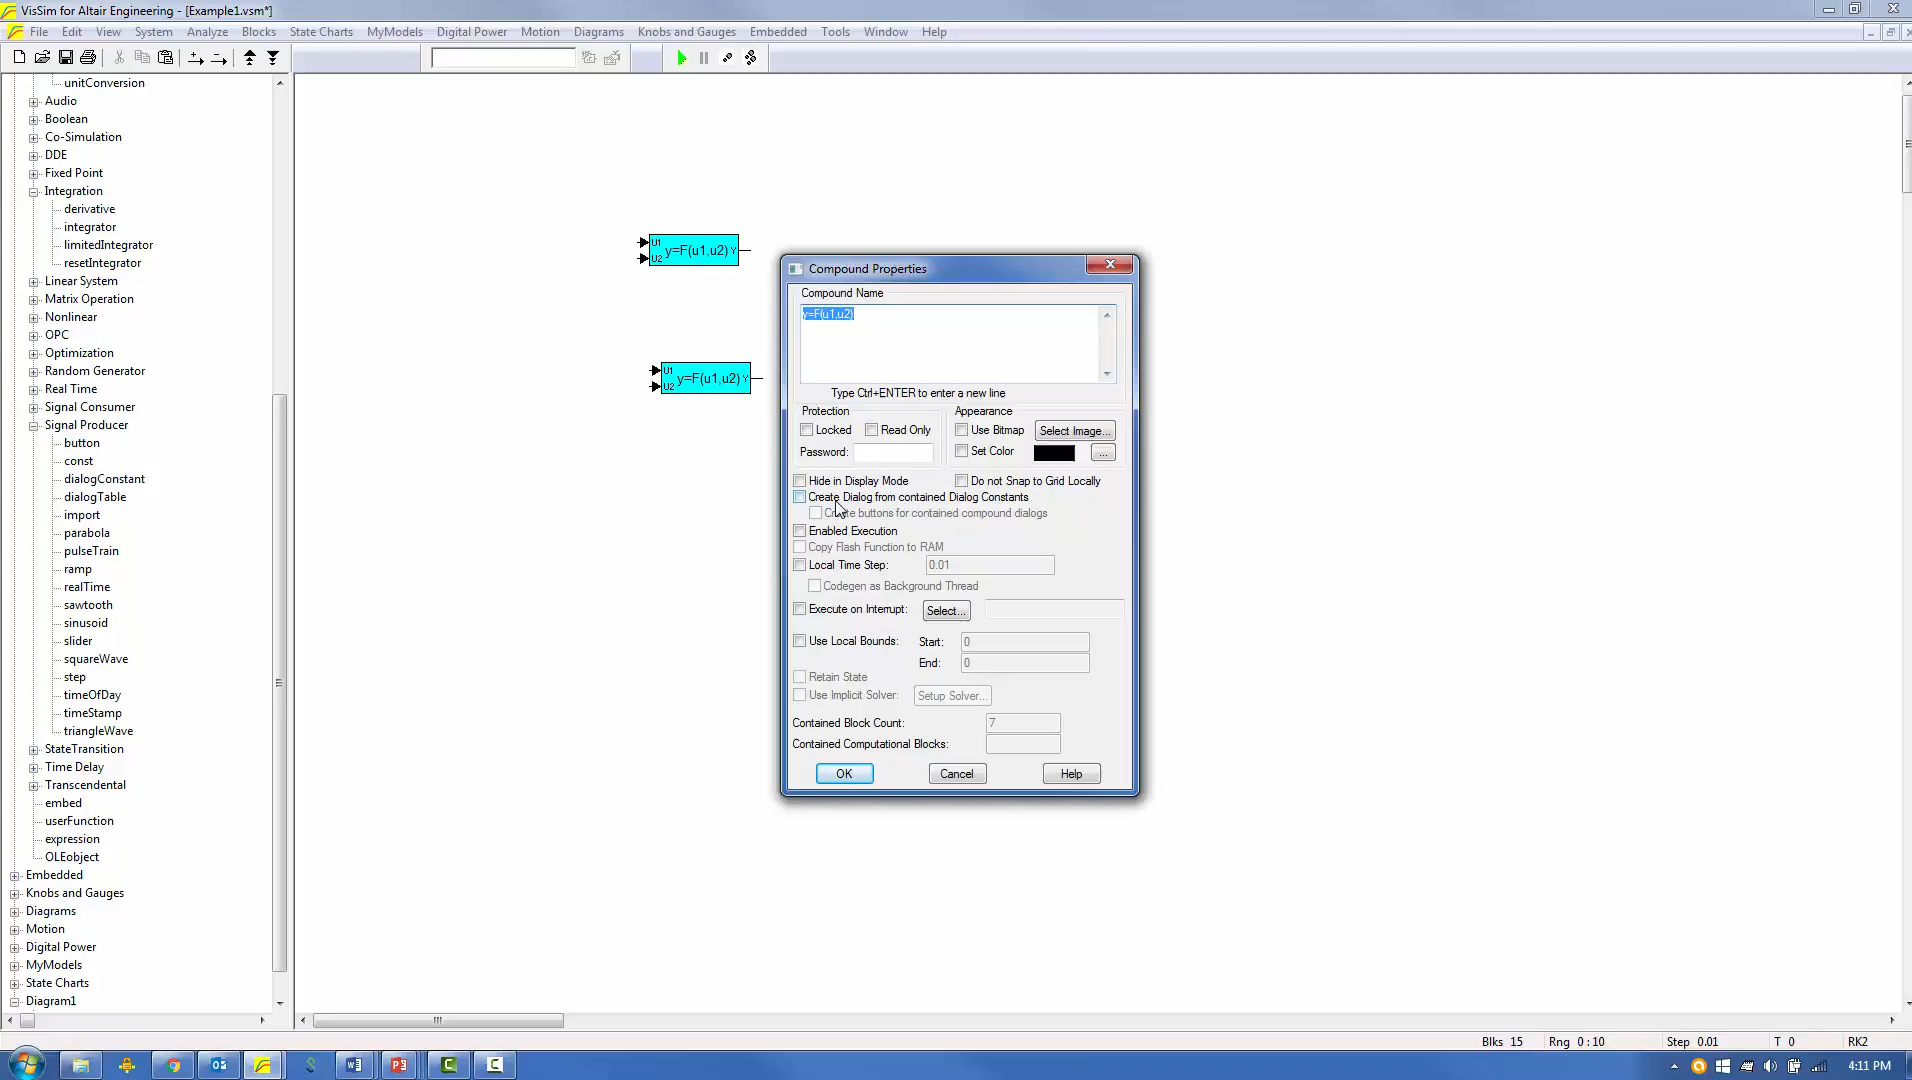 VisSim for Altair Engineering - [Example1.vsm*]
File Edit View System Analyze Blocks State Charts MyModels Digital Power Motion Diagrams Knobs and Gauges Embedded Tools Window Help
unitConversion
Audio
Boolean
Co-Simulation
DDE
Fixed Point
Integration
derivative
integrator
limitedIntegrator
resetIntegrator
Linear System
Matrix Operation
Nonlinear
OPC
Optimization
Random Generator
Real Time
Signal Consumer
Signal Producer
button
const
dialogConstant
dialogTable
import
parabola
pulseTrain
ramp
realTime
sawtooth
sinusoid
slider
squareWave
step
timeOfDay
timeStamp
triangleWave
StateTransition
Time Delay
Transcendental
embed
userFunction
expression
OLEobject
Embedded
Knobs and Gauges
Diagrams
Motion
Digital Power
MyModels
State Charts
Diagram1
U1
U2 y=F(u1,u2) Y
U1
U2 y=F(u1,u2) Y
Compound Properties
Compound Name
y=F(u1,u2)
Type Ctrl+ENTER to enter a new line
Protection Appearance
Locked Read Only Use Bitmap Select Image...
Password: Set Color ...
Hide in Display Mode Do not Snap to Grid Locally
Create Dialog from contained Dialog Constants
Create buttons for contained compound dialogs
Enabled Execution
Copy Flash Function to RAM
Local Time Step: 0.01
Codegen as Background Thread
Execute on Interrupt: Select...
Use Local Bounds: Start: 0
End: 0
Retain State
Use Implicit Solver: Setup Solver...
Contained Block Count: 7
Contained Computational Blocks:
OK Cancel Help
Blks 15 Rng 0:10 Step 0.01 T 0 RK2
4:11 PM